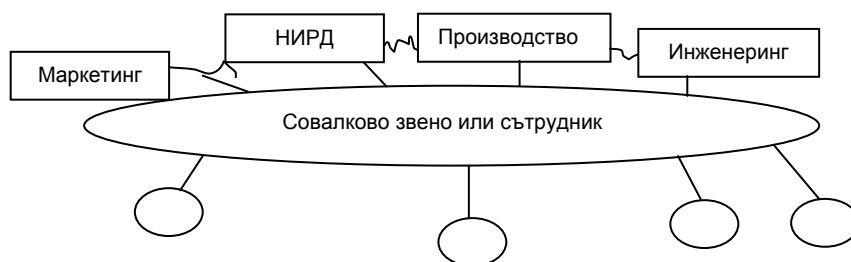 Маркетинг
НИРД
Производство
Инженеринг
Совалково звено или сътрудник